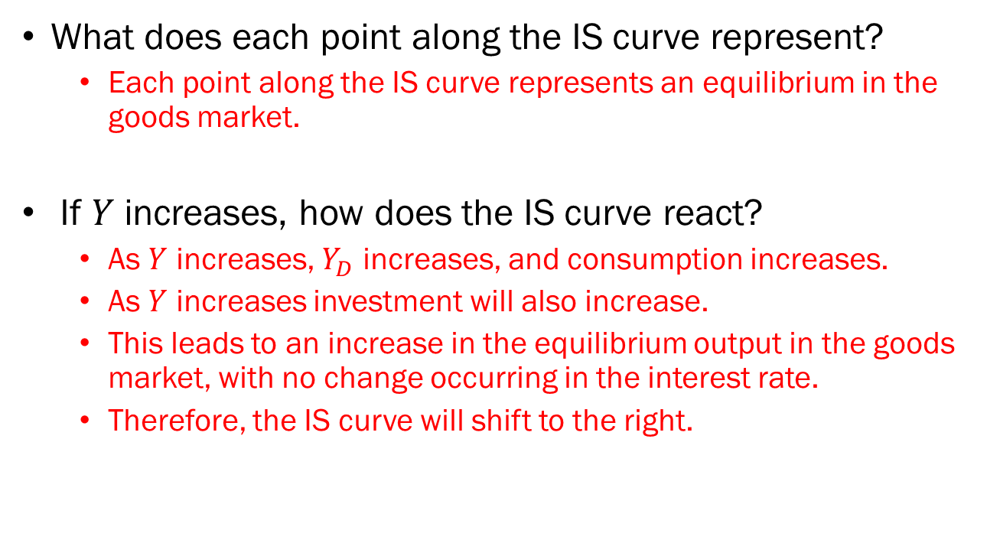 • What does each point along the IS curve represent?
• Each point along the IS curve represents an equilibrium in the
goods market.
• If Y increases, how does the IS curve react?
• As Y increases, Y_D increases, and consumption increases.
• As Y increases investment will also increase.
• This leads to an increase in the equilibrium output in the goods
market, with no change occurring in the interest rate.
• Therefore, the IS curve will shift to the right.